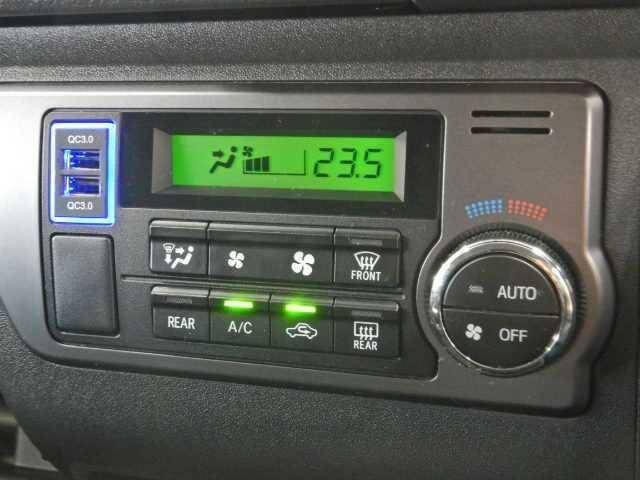 QC3.0
QC3.0
23.5
FRONT
REAR
A/C
REAR
AUTO
OFF